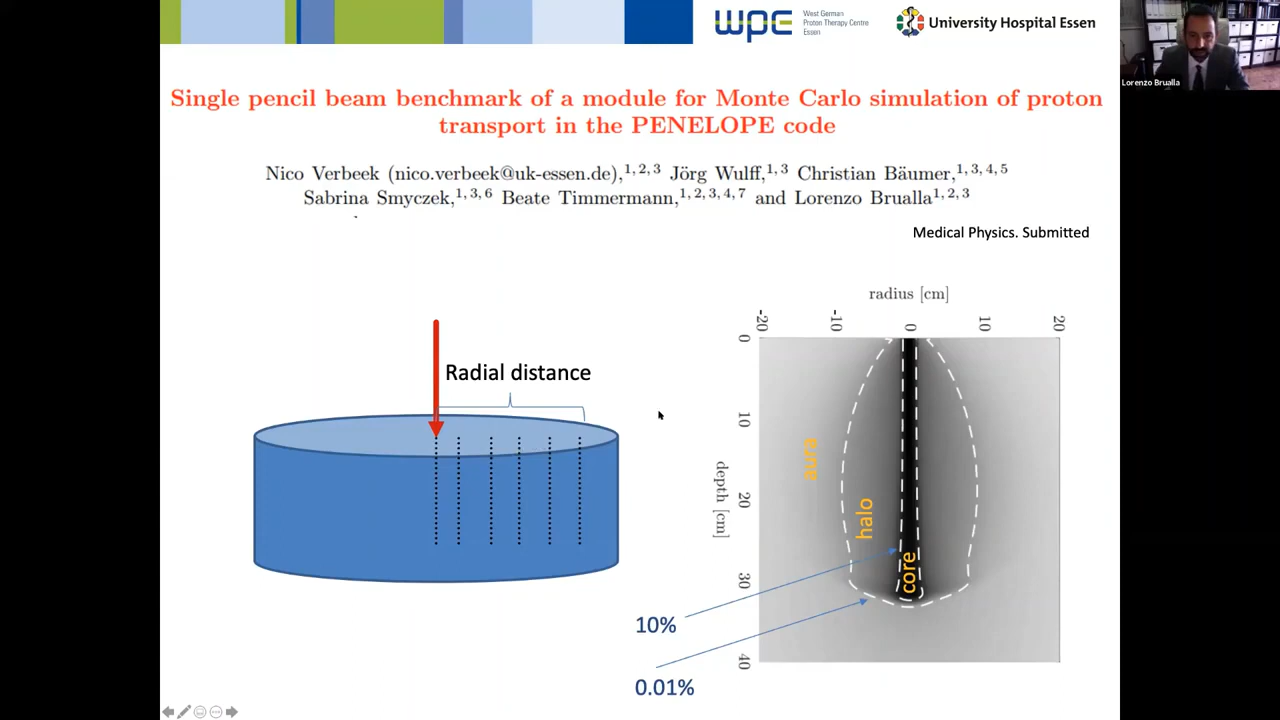 wpe
West German
Proton Therapy Centre
Essen
University Hospital Essen
Lorenzo Brualla
Single pencil beam benchmark of a module for Monte Carlo simulation of proton
transport in the PENELOPE code
Nico Verbeek (nico.verbeek@uk-essen.de),1, 2, 3 Jörg Wulff,1, 3 Christian Bäumer,1, 3, 4, 5
Sabrina Smyczek,1, 3, 6 Beate Timmermann,1, 2, 3, 4, 7 and Lorenzo Brualla1, 2, 3
Medical Physics. Submitted
Radial distance
radius [cm]
-20
-10
0
10
20
0
10
20
30
40
depth [cm]
aura
halo
core
10%
0.01%